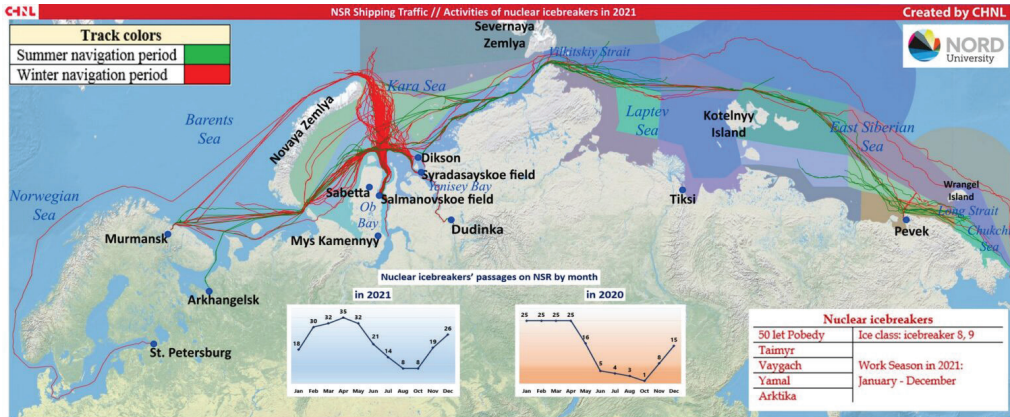 CHNL
NSR Shipping Traffic // Activities of nuclear icebreakers in 2021
Created by CHNL
Track colors
Summer navigation period
Winter navigation period
NORD
University
Severnaya
Zemlya
Vilkitskiy Strait
Kara Sea
Barents
Sea
Novaya Zemlya
Laptev
Sea
Kotelnyy
Island
East Siberian
Sea
Norwegian
Sea
Dikson
Syradasayskoe field
Yenisey Bay
Sabetta
Salmanovskoe field
Ob
Bay
Tiksi
Wrangel
Island
Long Strait
Chukchi
Sea
Pevek
Murmansk
Mys Kamennyy
Dudinka
Arkhangelsk
St. Petersburg
Nuclear icebreakers' passages on NSR by month
in 2021
18 30 32 35 32 21 14 8 8 19 26
Jan Feb Mar Apr May Jun Jul Aug Oct Nov Dec
in 2020
25 25 25 25 16 5 4 3 1 8 15
Jan Feb Mar Apr May Jun Jul Aug Oct Nov Dec
Nuclear icebreakers
50 let Pobedy Ice class: icebreaker 8, 9
Taimyr
Vaygach Work Season in 2021:
Yamal January - December
Arktika